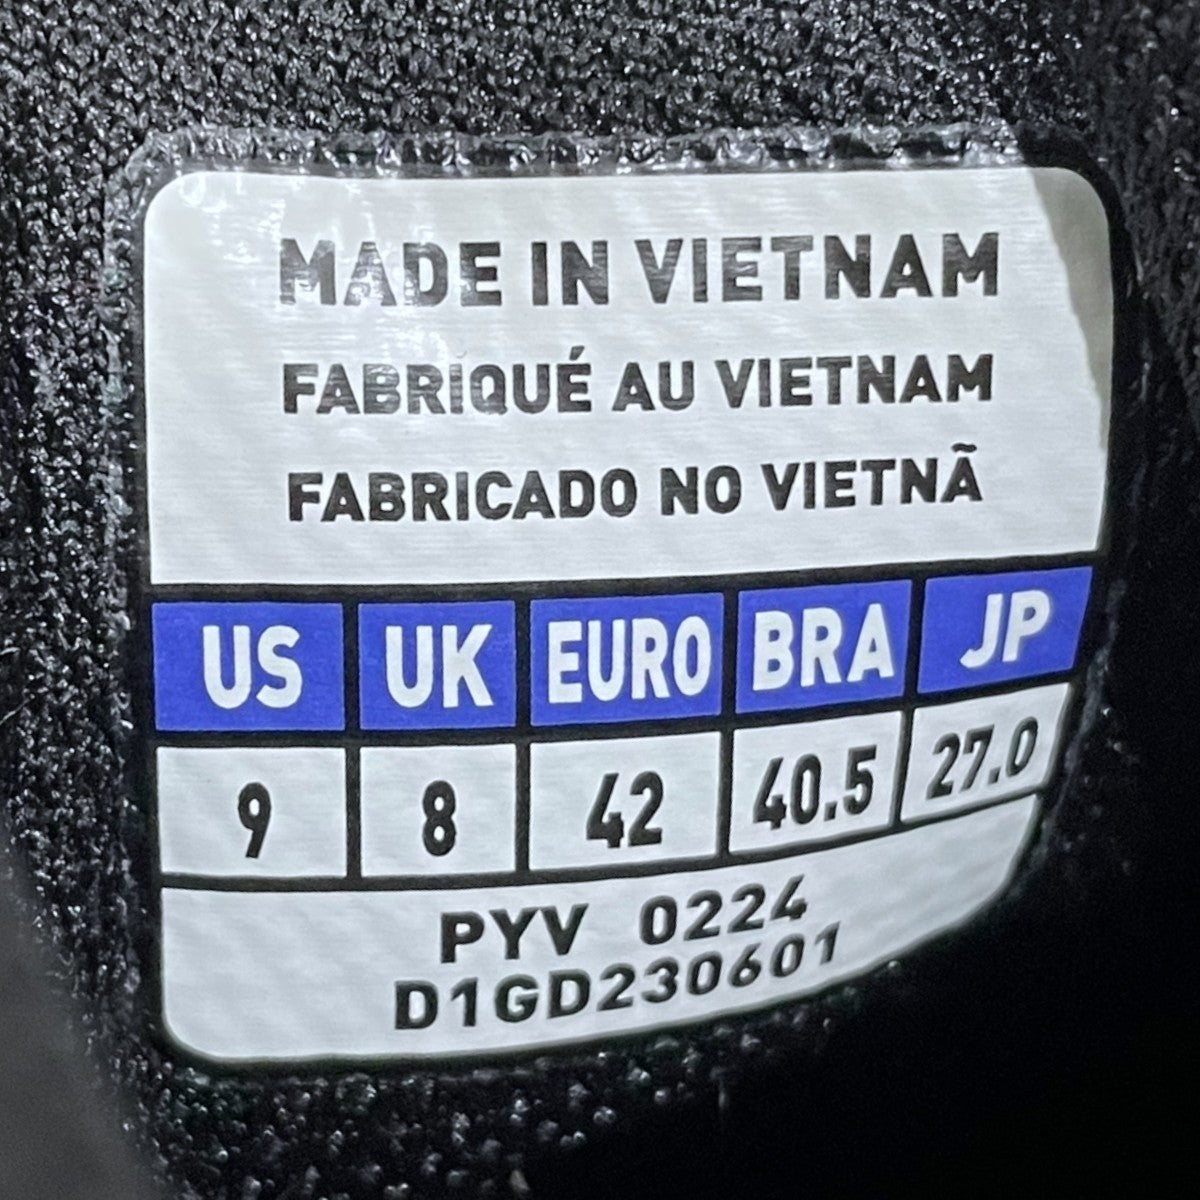 MADE IN VIETNAM
FABRIQUÉ AU VIETNAM
FABRICADO NO VIETNÃ
US UK EURO BRA JP
9 8 42 40.5 27.0
PYV 0224
D1GD230601